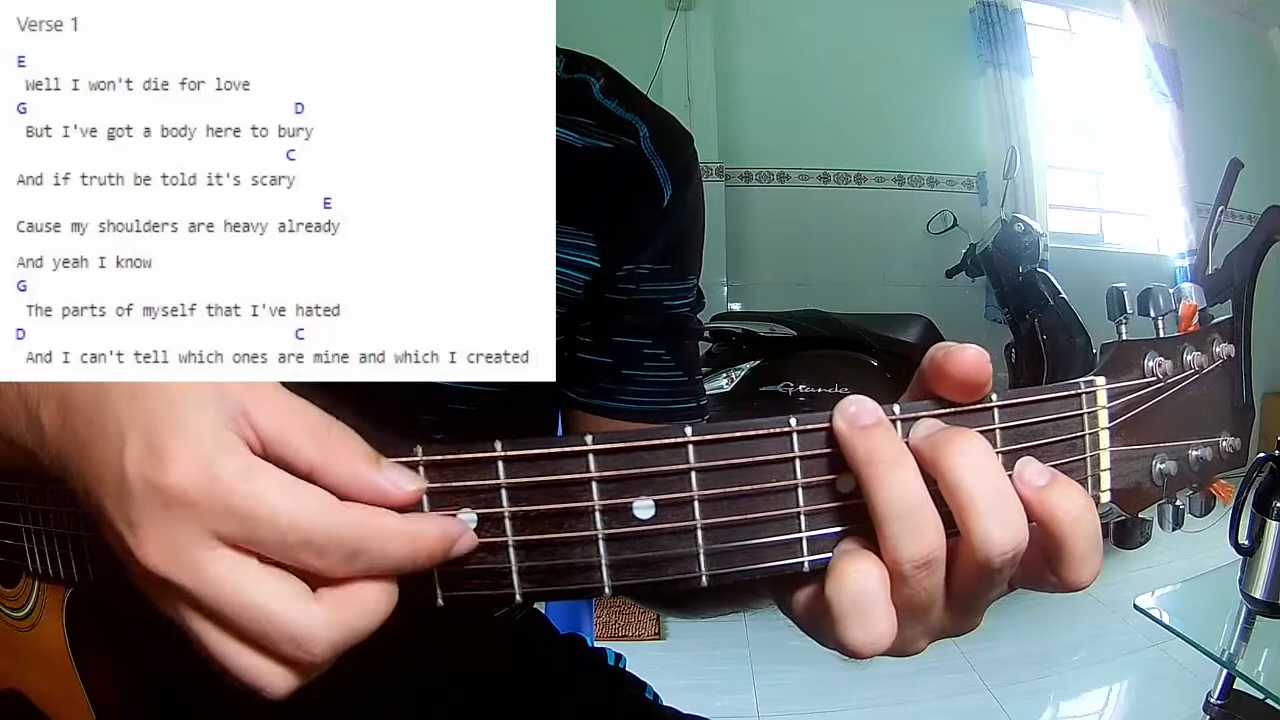 Verse 1
E
Well I won't die for love
G D
But I've got a body here to bury
C
And if truth be told it's scary
E
Cause my shoulders are heavy already
And yeah I know
G
The parts of myself that I've hated
D C
And I can't tell which ones are mine and which I created
Grande